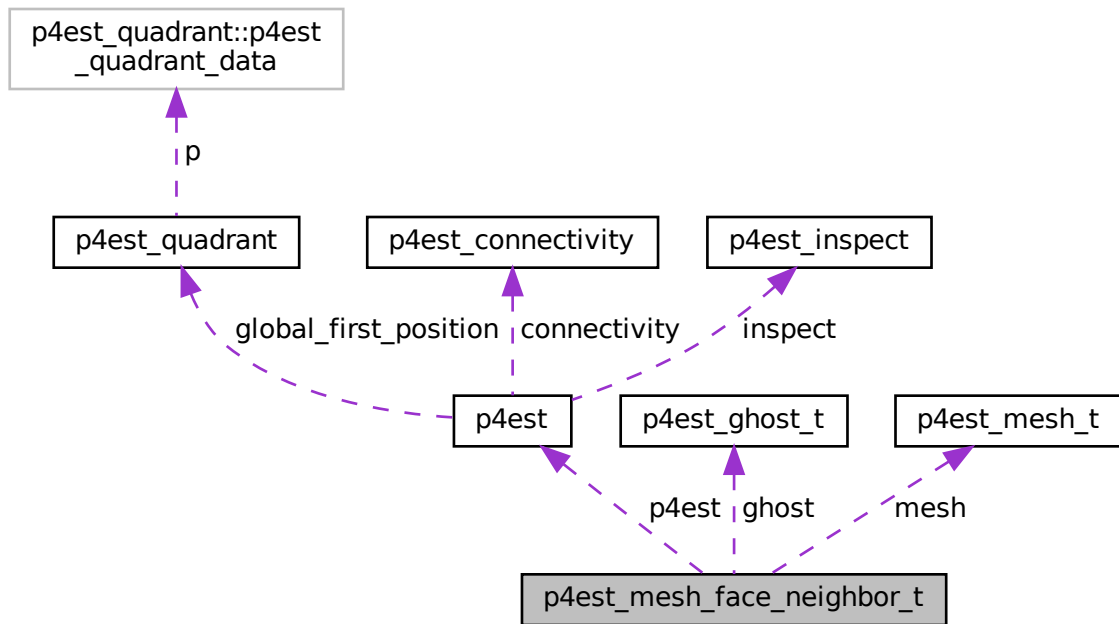 p4est_quadrant::p4est
_quadrant_data
p
p4est_quadrant
p4est_connectivity
p4est_inspect
global_first_position
connectivity
inspect
p4est
p4est_ghost_t
p4est_mesh_t
p4est
ghost
mesh
p4est_mesh_face_neighbor_t